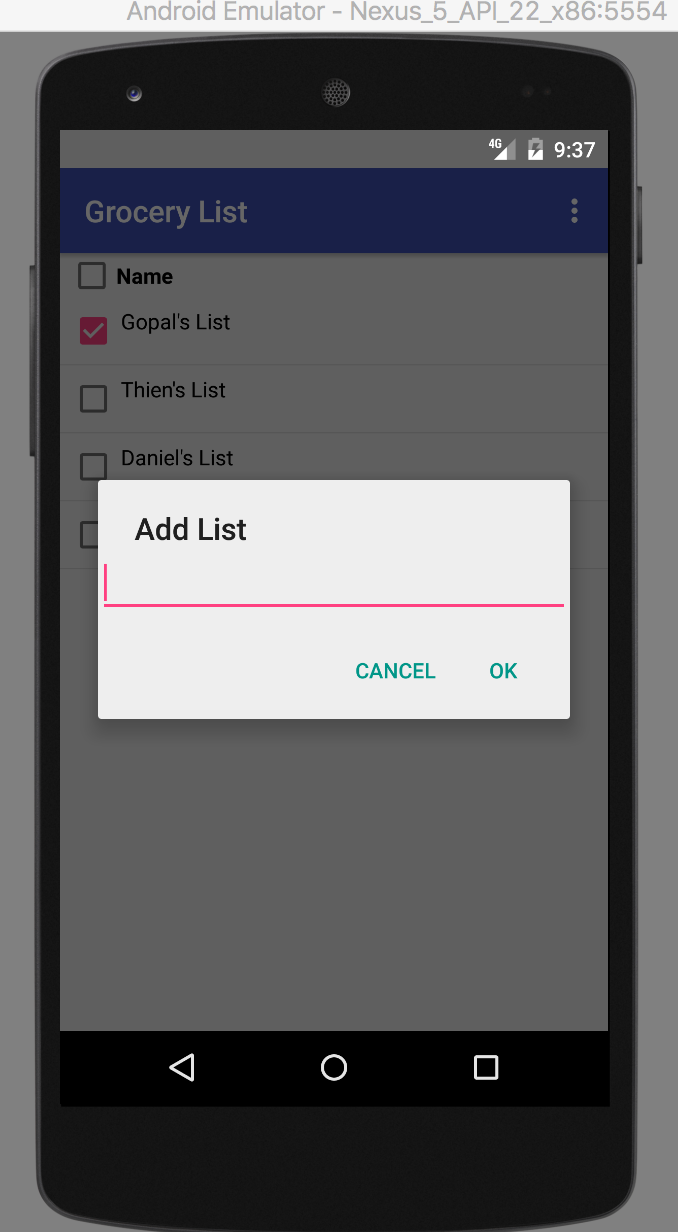 Android Emulator - Nexus_5_API_22_x86:5554
4G 9:37
Grocery List
Name
Gopal's List
Thien's List
Daniel's List
Add List
CANCEL OK